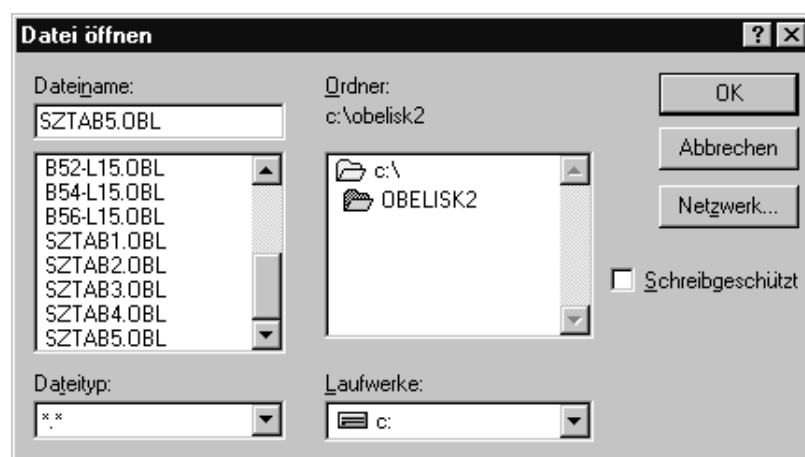 Datei öffnen
Dateiname:
SZTAB5.OBL
B52-L15.OBL
B54-L15.OBL
B56-L15.OBL
SZTAB1.OBL
SZTAB2.OBL
SZTAB3.OBL
SZTAB4.OBL
SZTAB5.OBL
Dateityp:
*.*
Ordner:
c:\obelisk2
c:\
OBELISK2
Laufwerke:
c:
OK
Abbrechen
Netzwerk...
Schreibgeschützt